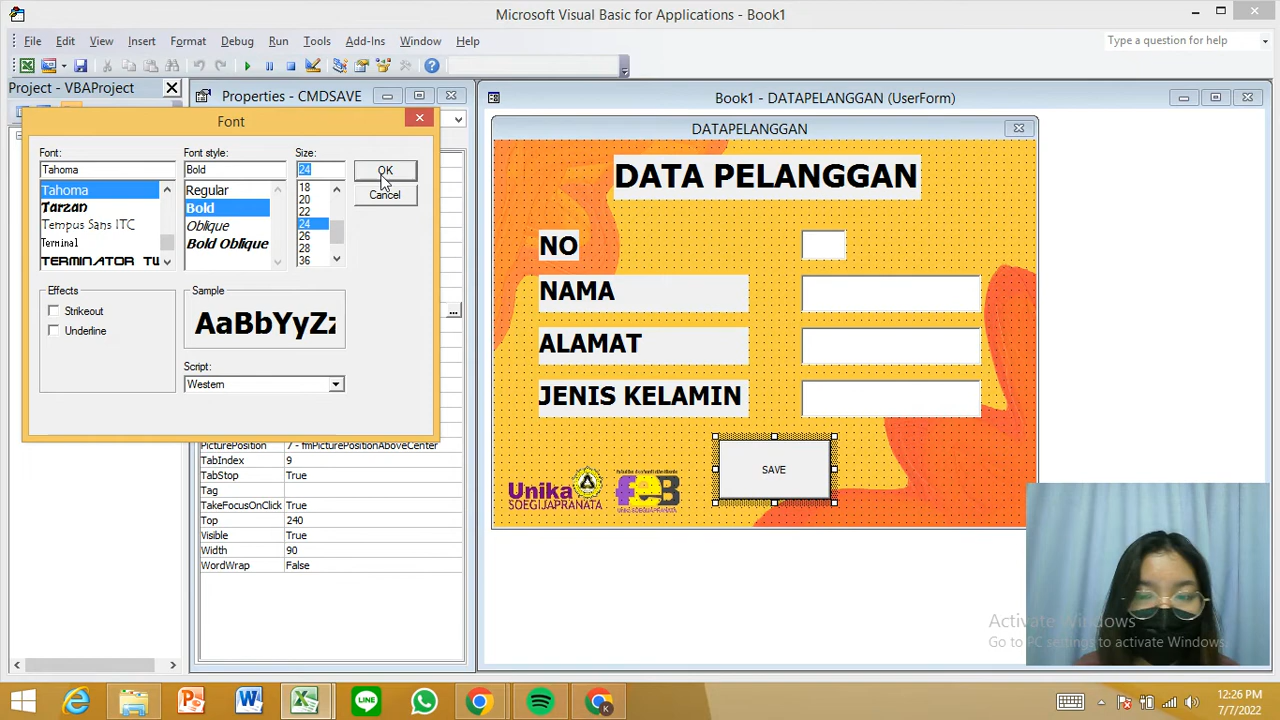 Microsoft Visual Basic for Applications - Book1
File Edit View Insert Format Debug Run Tools Add-Ins Window Help
Type a question for help
Project - VBAProject
Properties - CMDSAVE
Book1 - DATAPELANGGAN (UserForm)
Font
Font:
Font style:
Size:
Tahoma
Bold
24
OK
Cancel
Tahoma
Tarzan
Tempus Sans ITC
Terminal
Regular
Bold
Oblique
Bold Oblique
18
20
22
24
26
28
36
Effects
Strikeout
Underline
Sample
AaBbYyZz
Script:
Western
PicturePosition 7 - fmPicturePositionAboveCenter
TabIndex 9
TabStop True
Tag
TakeFocusOnClick True
Top 240
Visible True
Width 90
WordWrap False
DATAPELANGGAN
DATA PELANGGAN
NO
NAMA
ALAMAT
JENIS KELAMIN
SAVE
Unika
SOEGIJAPRANATA
feB
Activate Windows
Go to PC settings to activate Windows.
12:26 PM
7/7/2022